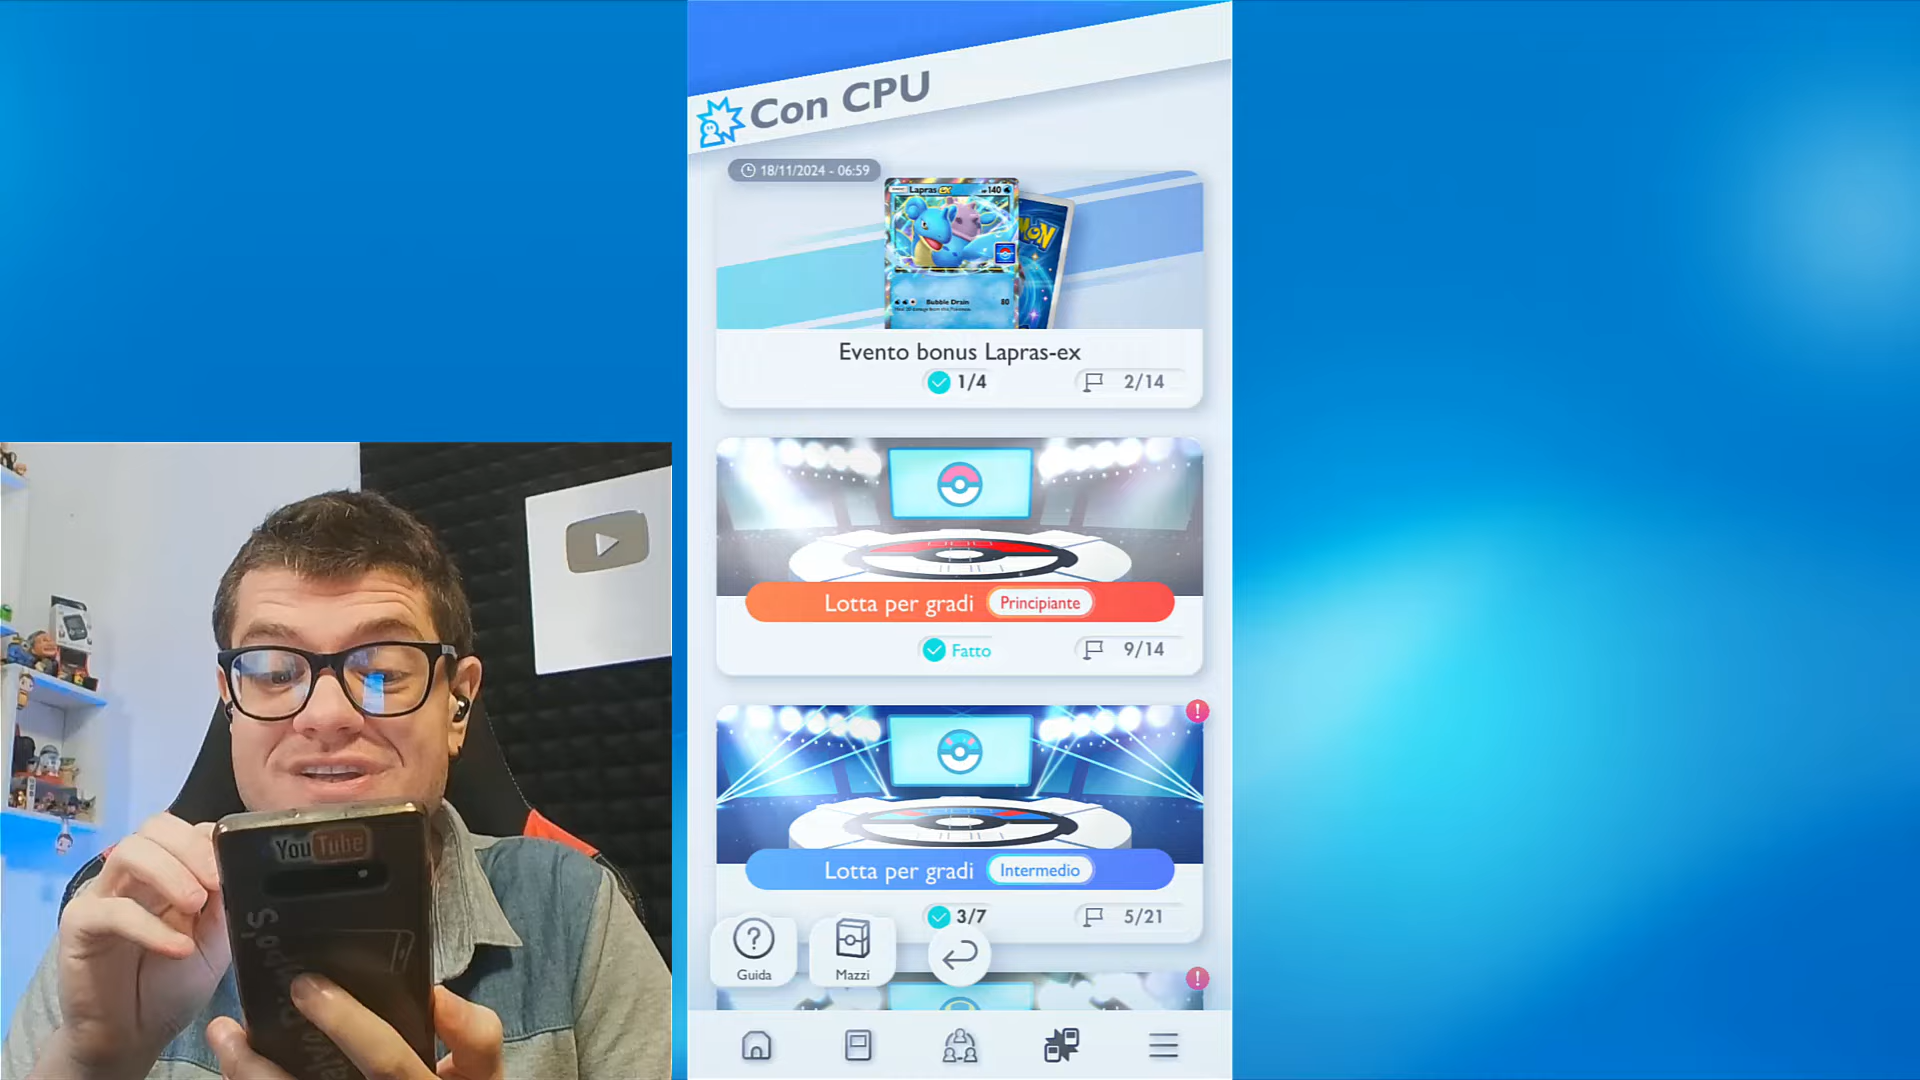 Con CPU
18/11/2024 - 06:59
Lapras ex 140
MON
Bubble Drain 80
Evento bonus Lapras-ex
1/4 2/14
Lotta per gradi Principiante
Fatto 9/14
Lotta per gradi Intermedio
3/7 5/21
Guida Mazzi
YouTube